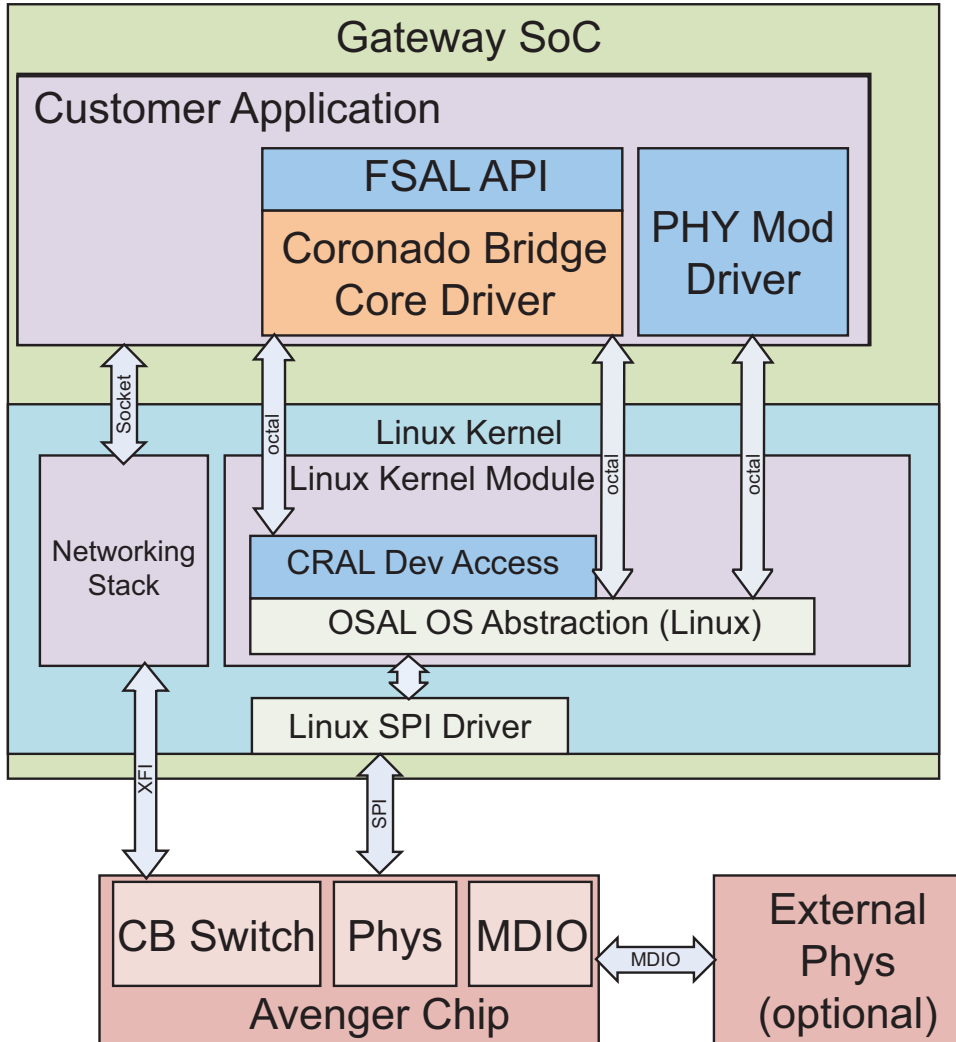 Gateway SoC
Customer Application
FSAL API
Coronado Bridge
Core Driver
PHY Mod
Driver
Socket
octal
octal
octal
Linux Kernel
Linux Kernel Module
Networking
Stack
CRAL Dev Access
OSAL OS Abstraction (Linux)
Linux SPI Driver
XFI
SPI
CB Switch
Phys
MDIO
Avenger Chip
MDIO
External
Phys
(optional)